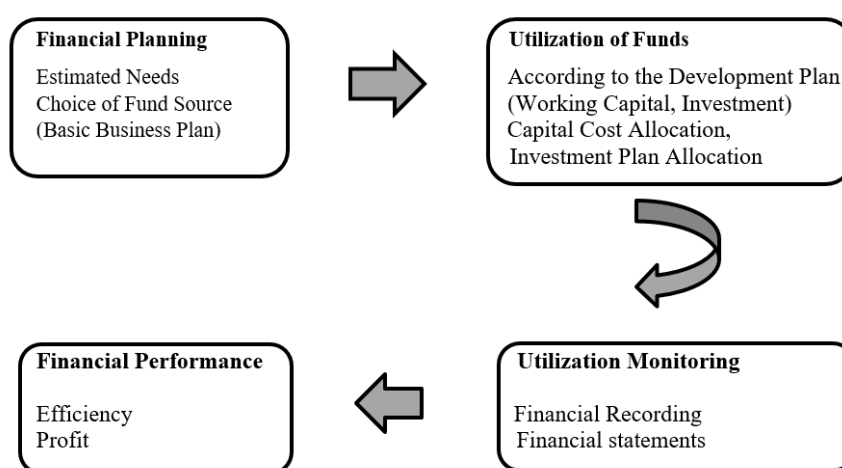 Financial Planning
Estimated Needs
Choice of Fund Source
(Basic Business Plan)
Utilization of Funds
According to the Development Plan
(Working Capital, Investment)
Capital Cost Allocation,
Investment Plan Allocation
Utilization Monitoring
Financial Recording
Financial statements
Financial Performance
Efficiency
Profit